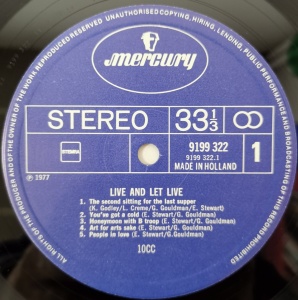 UNAUTHORISED COPYING, HIRING, LENDING, PUBLIC PERFORMANCE AND BROADCASTING OF THIS RECORD PROHIBITED
ALL RIGHTS OF THE PRODUCER AND OF THE OWNER OF THE WORK REPRODUCED RESERVED
mercury
STEREO
33 1/3
STEMRA
9199 322
9199 322.1
MADE IN HOLLAND
1
℗ 1977
LIVE AND LET LIVE
1. The second sitting for the last supper
(K. Godley/L. Creme/G. Gouldman/E. Stewart)
2. You've got a cold (E. Stewart/G. Gouldman)
3. Honeymoon with B troop (E. Stewart/G. Gouldman)
4. Art for arts sake (E. Stewart/G. Gouldman)
5. People in love (E. Stewart/G. Gouldman)
10CC